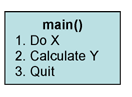 main()
1. Do X
2. Calculate Y
3. Quit